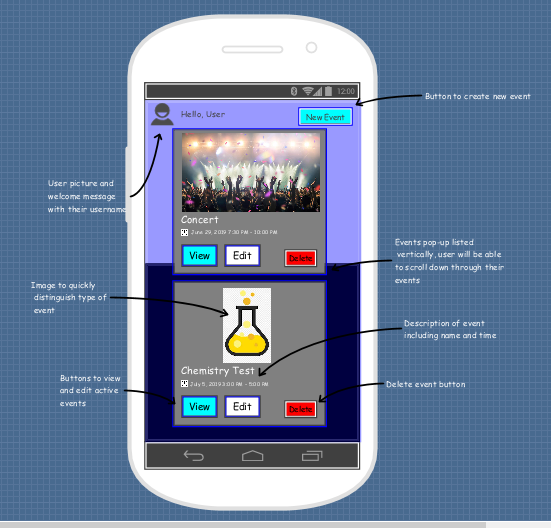 12:00
Button to create new event
Hello, User
New Event
User picture and
welcome message
with their username
Concert
June 29, 2019 7:30 PM - 10:00 PM
View
Edit
Delete
Events pop-up listed
vertically, user will be able
to scroll down through their
events
Image to quickly
distinguish type of
event
Description of event
including name and time
Chemistry Test
July 5, 2019 3:00 PM - 5:00 PM
Buttons to view
and edit active
events
View
Edit
Delete
Delete event button